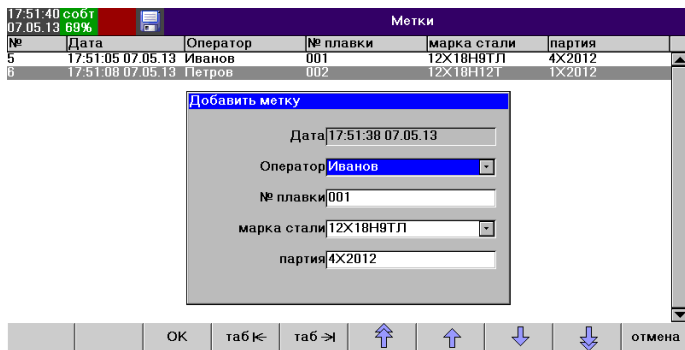 17:51:40 собт
07.05.13 69%
Метки
№ Дата Оператор № плавки марка стали партия
5 17:51:05 07.05.13 Иванов 001 12Х18Н9ТЛ 4Х2012
6 17:51:08 07.05.13 Петров 002 12Х18Н12Т 1Х2012
Добавить метку
Дата 17:51:38 07.05.13
Оператор Иванов
№ плавки 001
марка стали 12Х18Н9ТЛ
партия 4Х2012
ОК таб таб отмена